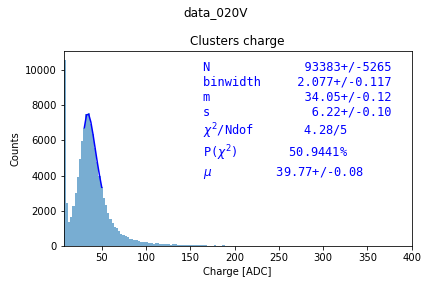 data_020V
Clusters charge
N 93383+/-5265
binwidth 2.077+/-0.117
m 34.05+/-0.12
s 6.22+/-0.10
χ²/Ndof 4.28/5
P(χ²) 50.9441%
μ 39.77+/-0.08
10000
8000
6000
4000
2000
0
Counts
50 100 150 200 250 300 350 400
Charge [ADC]